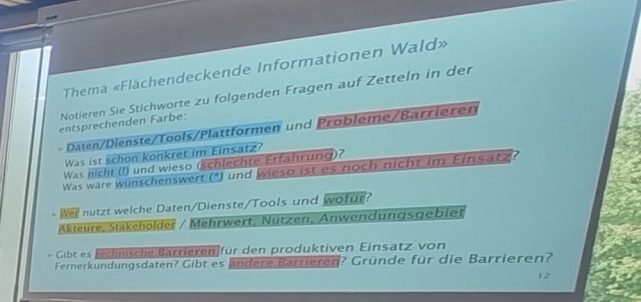 Thema «Flächendeckende Informationen Wald»
Notieren Sie Stichworte zu folgenden Fragen auf Zetteln in der
entsprechenden Farbe:
Daten/Dienste/Tools/Plattformen und Probleme/Barrieren
Was ist schon konkret im Einsatz?
Was nicht (!) und wieso (schlechte Erfahrung)?
Was wäre wünschenswert (*) und wieso ist es noch nicht im Einsatz?
Wer nutzt welche Daten/Dienste/Tools und wofür?
Akteure, Stakeholder / Mehrwert, Nutzen, Anwendungsgebiet
Gibt es technische Barrieren für den produktiven Einsatz von
Fernerkundungsdaten? Gibt es andere Barrieren? Gründe für die Barrieren?
12